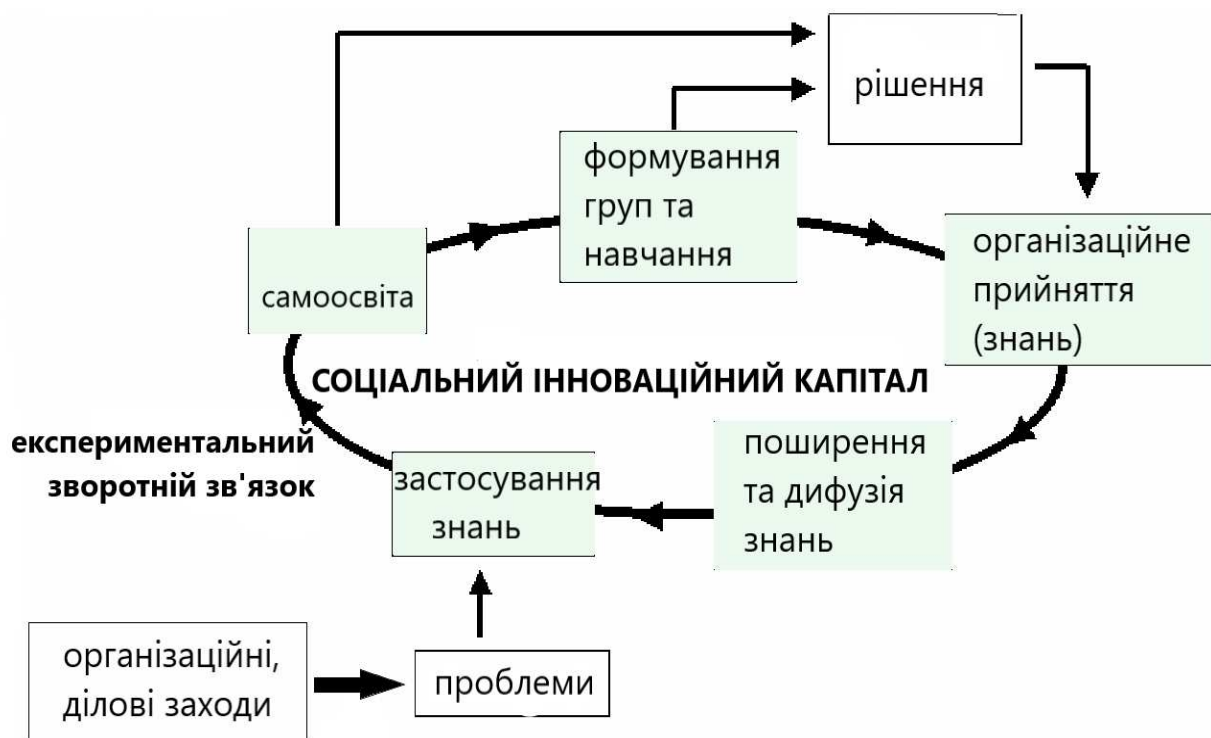 рішення
формування
груп та
навчання
організаційне
прийняття
(знань)
самоосвіта
СОЦІАЛЬНИЙ ІННОВАЦІЙНИЙ КАПІТАЛ
експериментальний
зворотній зв'язок
поширення
та дифузія
знань
застосування
знань
організаційні,
ділові заходи
проблеми